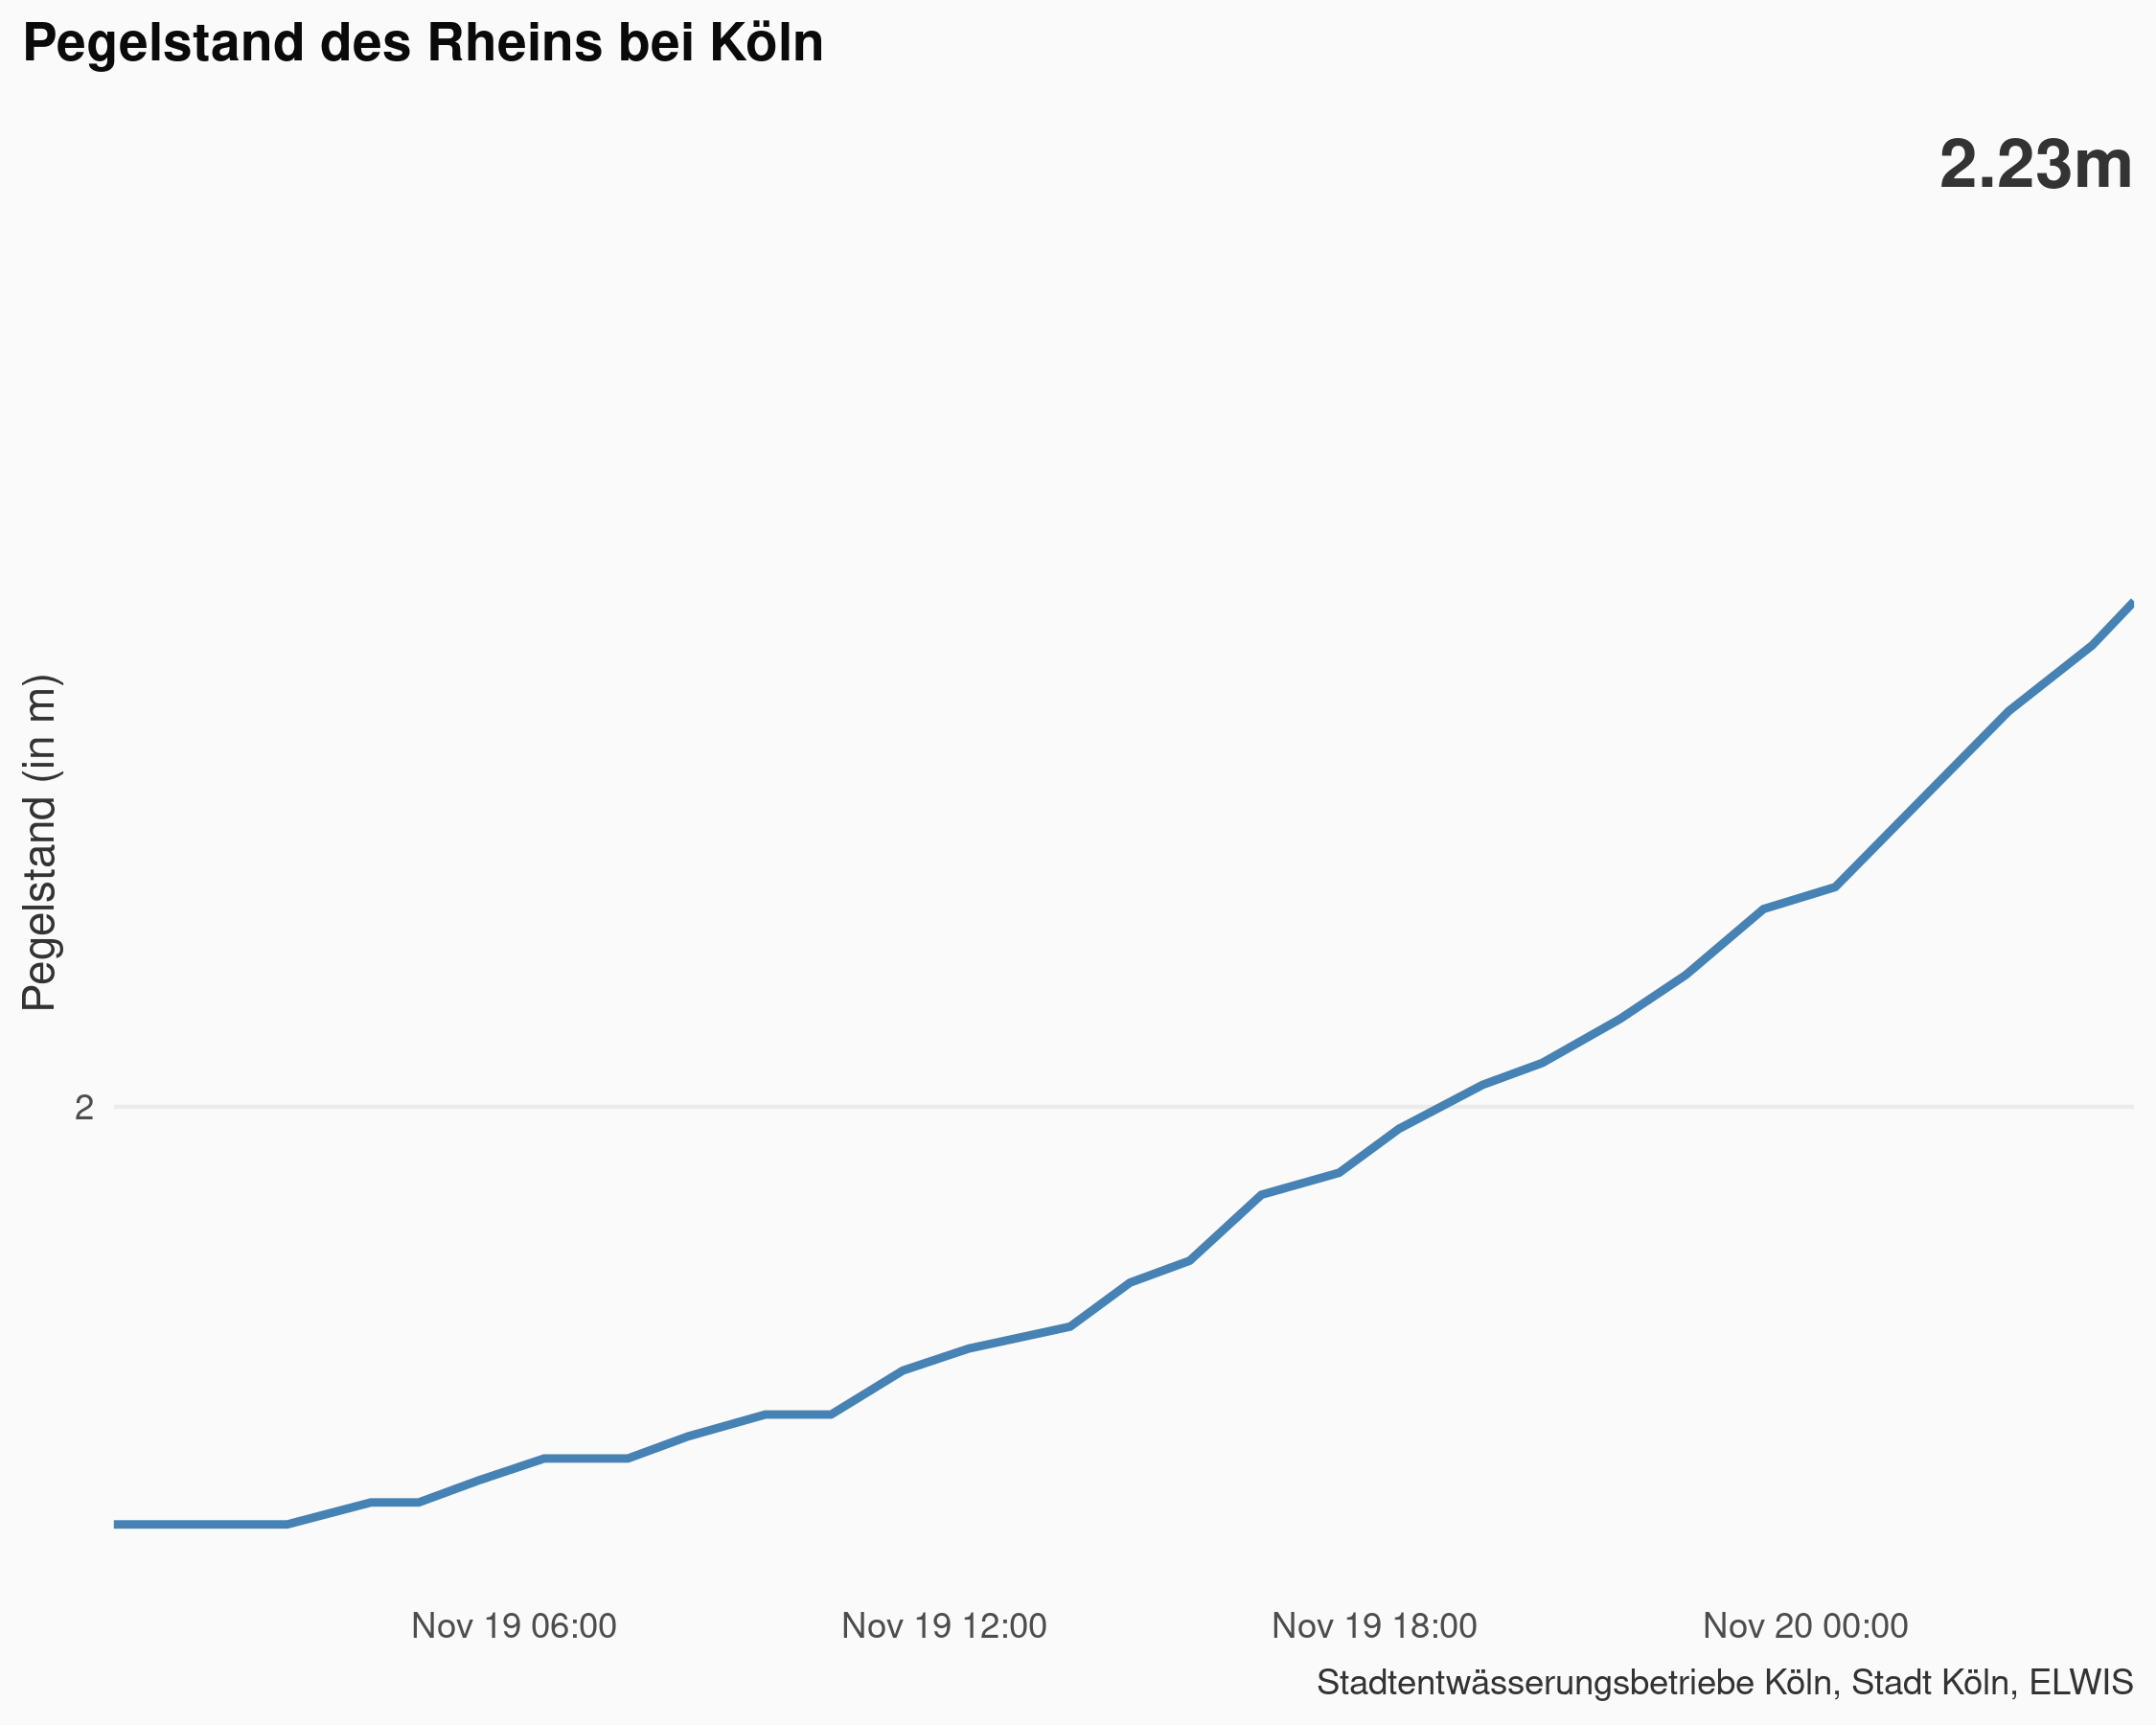 Pegelstand des Rheins bei Köln
2.23m
Pegelstand (in m)
2
Nov 19 06:00
Nov 19 12:00
Nov 19 18:00
Nov 20 00:00
Stadtentwässerungsbetriebe Köln, Stadt Köln, ELWIS